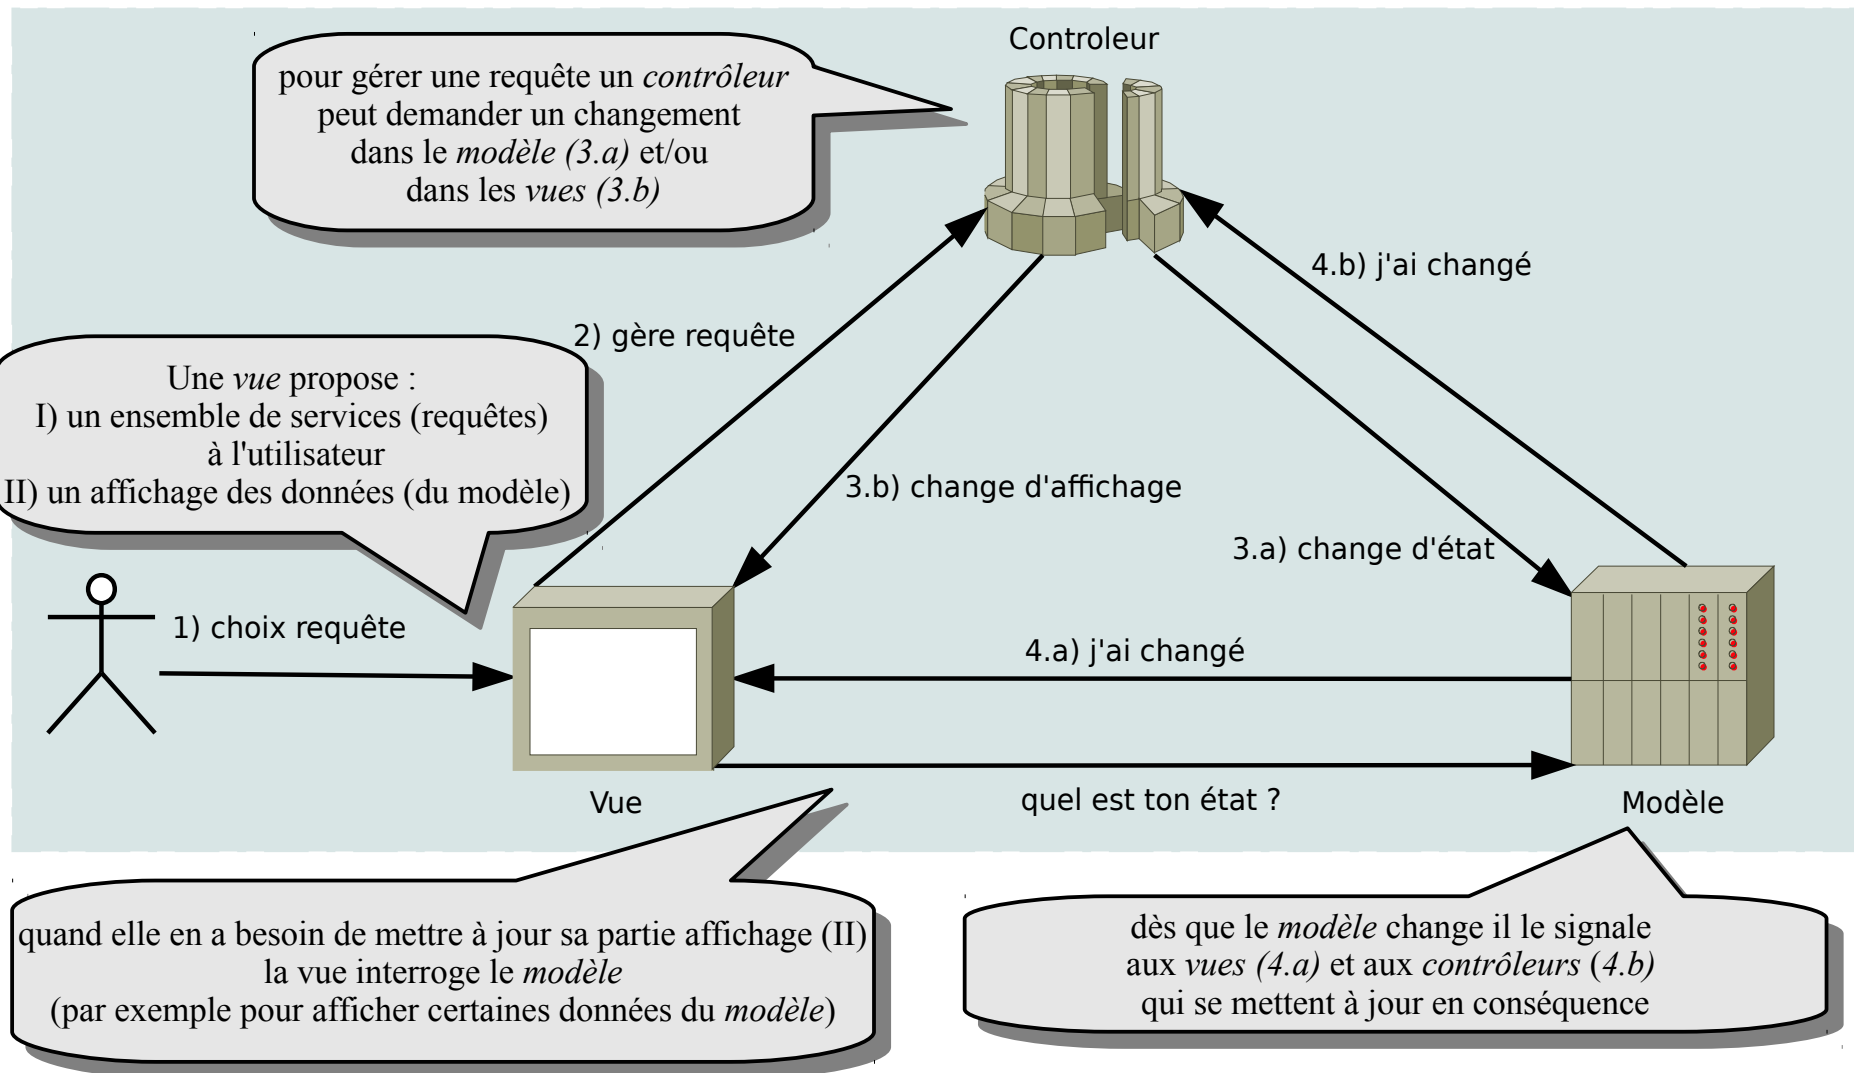 Controleur
pour gérer une requête un contrôleur
peut demander un changement
dans le modèle (3.a) et/ou
dans les vues (3.b)
4.b) j'ai changé
2) gère requête
Une vue propose :
I) un ensemble de services (requêtes)
à l'utilisateur
II) un affichage des données (du modèle)
3.b) change d'affichage
3.a) change d'état
1) choix requête
4.a) j'ai changé
Vue
quel est ton état ?
Modèle
quand elle en a besoin de mettre à jour sa partie affichage (II)
la vue interroge le modèle
(par exemple pour afficher certaines données du modèle)
dès que le modèle change il le signale
aux vues (4.a) et aux contrôleurs (4.b)
qui se mettent à jour en conséquence